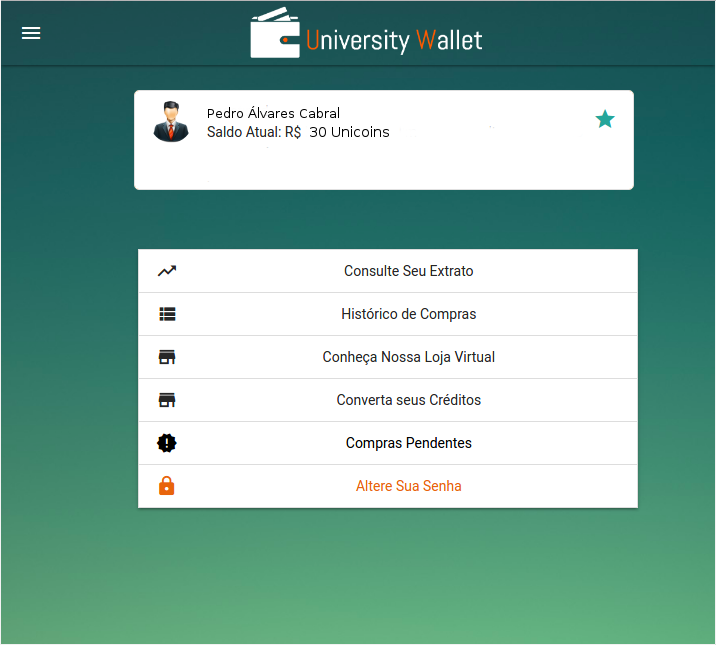 University Wallet
Pedro Álvares Cabral
Saldo Atual: R$ 30 Unicoins
Consulte Seu Extrato
Histórico de Compras
Conheça Nossa Loja Virtual
Converta seus Créditos
Compras Pendentes
Altere Sua Senha